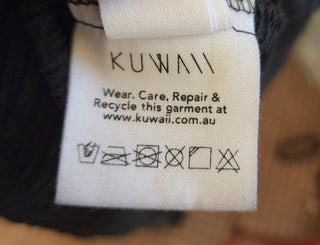 KUWAII
Wear. Care. Repair &
Recycle this garment at
www.kuwaii.com.au